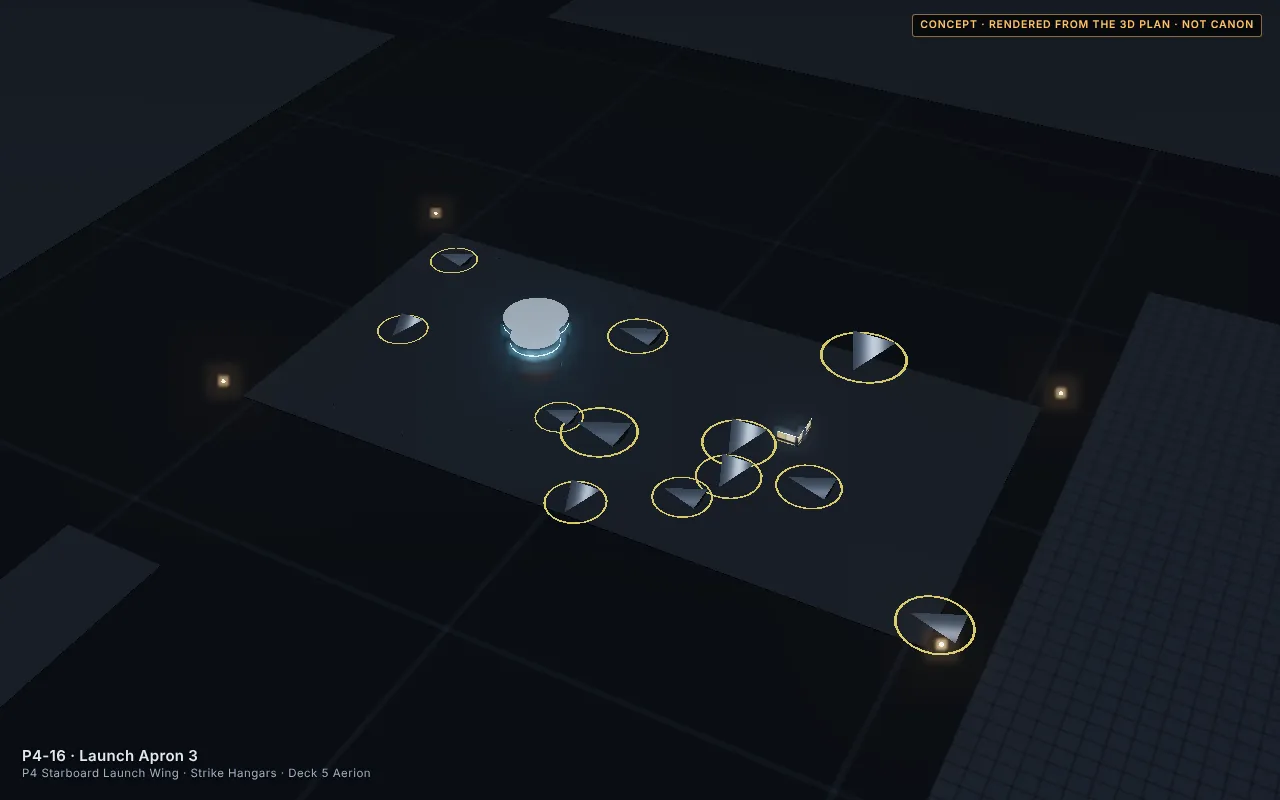 CONCEPT · RENDERED FROM THE 3D PLAN · NOT CANON
P4-16 · Launch Apron 3
P4 Starboard Launch Wing · Strike Hangars · Deck 5 Aerion